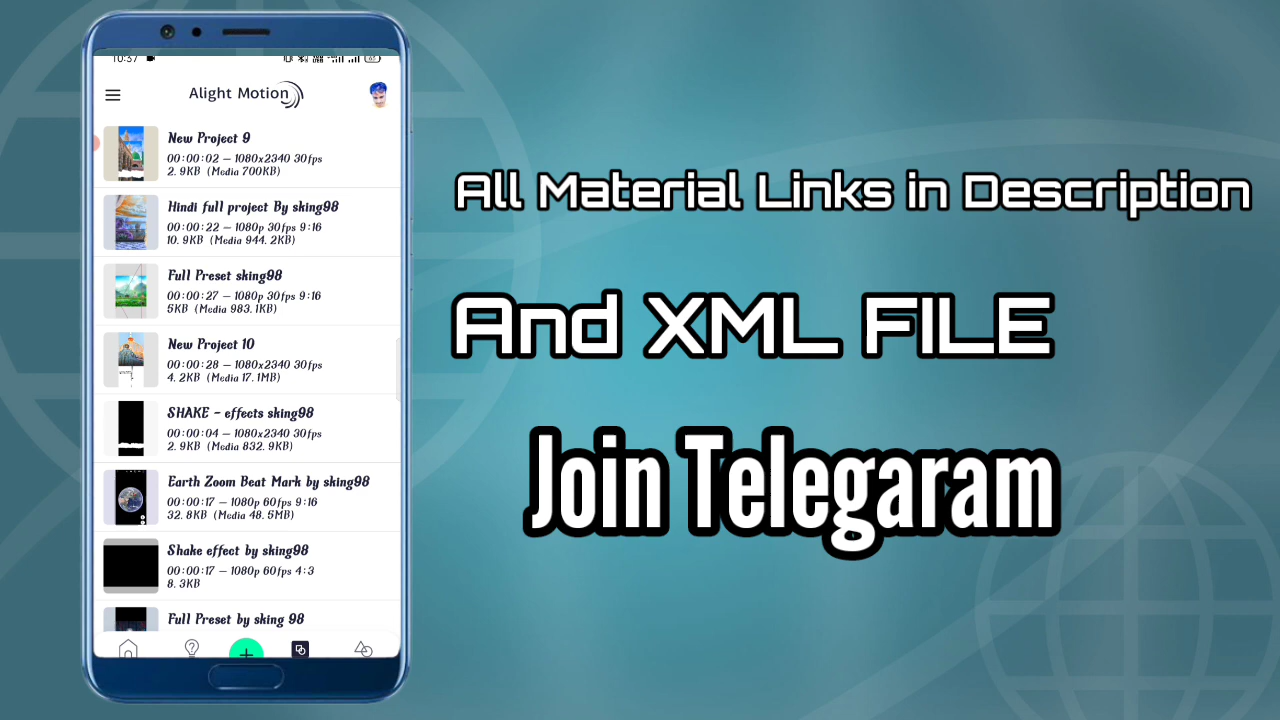 10:37
Alight Motion
New Project 9
00:00:02 – 1080x2340 30fps
2.9KB (Media 700KB)
Hindi full project By sking98
00:00:22 – 1080p 30fps 9:16
10.9KB (Media 944.2KB)
Full Preset sking98
00:00:27 – 1080p 30fps 9:16
5KB (Media 983.1KB)
New Project 10
00:00:28 – 1080x2340 30fps
4.2KB (Media 17.1MB)
SHAKE - effects sking98
00:00:04 – 1080x2340 30fps
2.9KB (Media 832.9KB)
Earth Zoom Beat Mark by sking98
00:00:17 – 1080p 60fps 9:16
32.8KB (Media 48.5MB)
Shake effect by sking98
00:00:17 – 1080p 60fps 4:3
8.3KB
Full Preset by sking 98
All Material Links in Description
And XML FILE
Join Telegaram